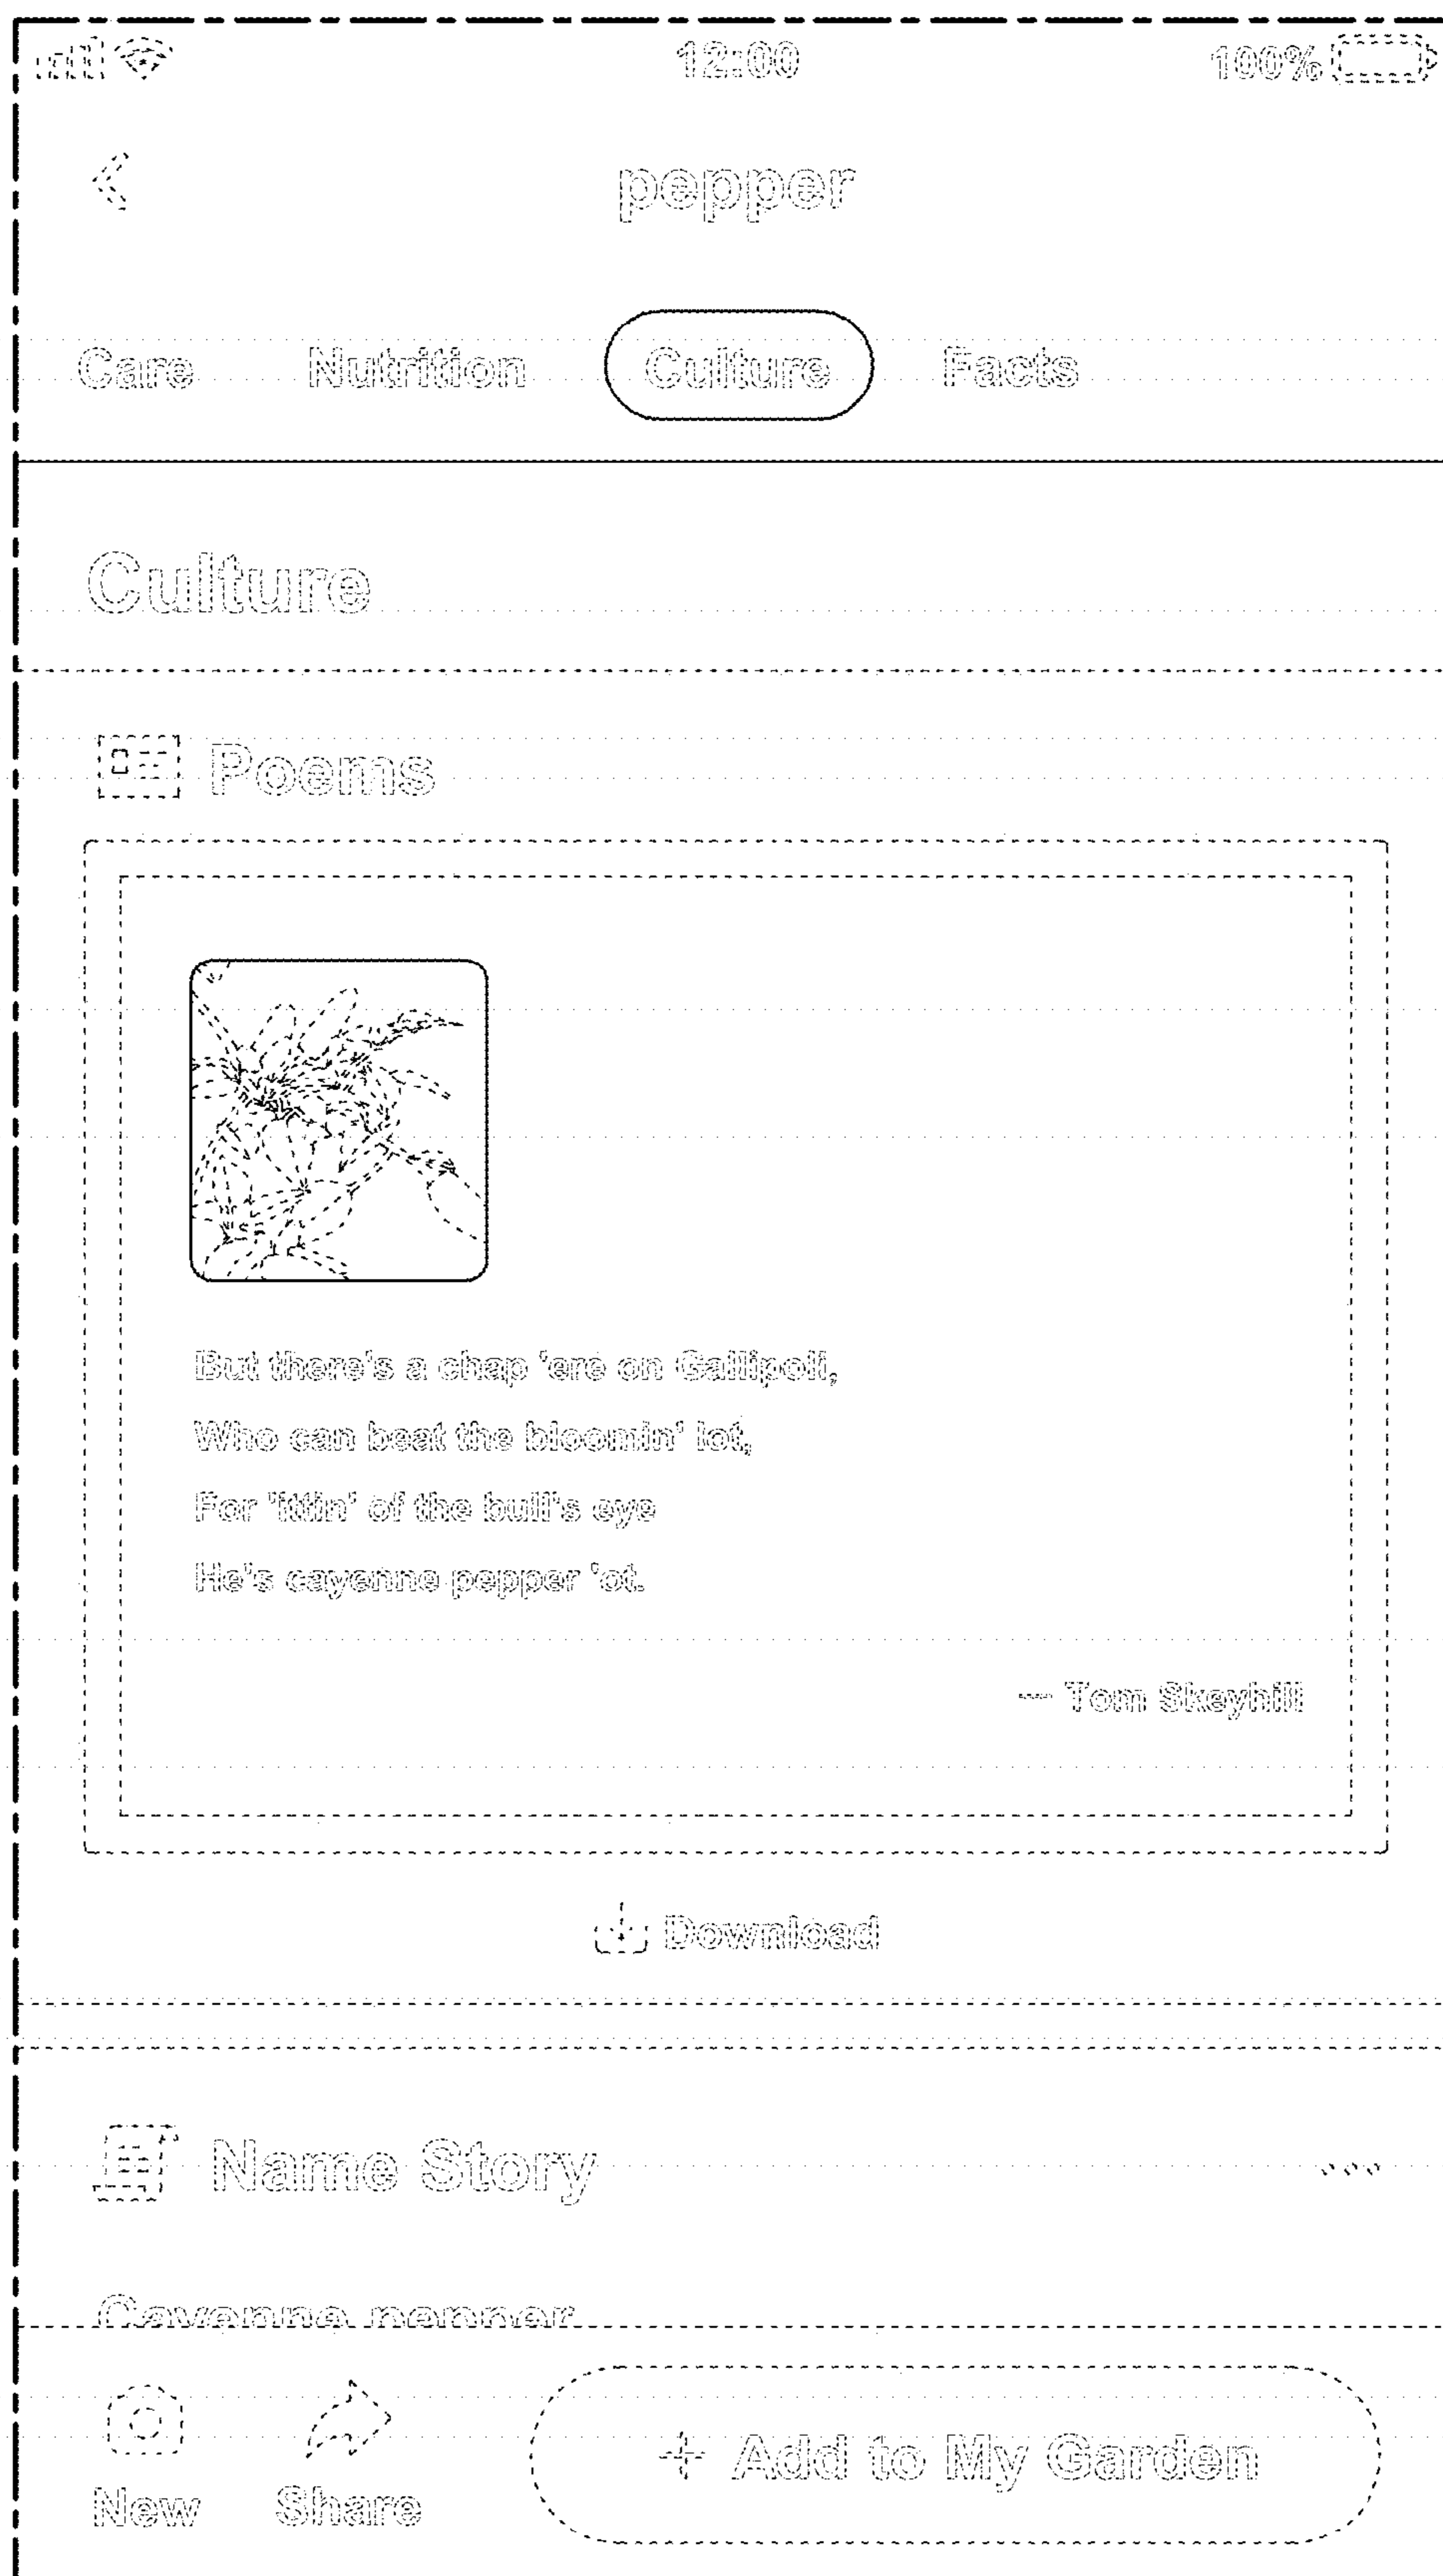 12:00 100%
pepper
Care Nutrition Culture Facts
Culture
Poems
But there's a chap 'ere on Gallipoli,
Who can beat the bloomin' lot,
For 'ittin' of the bull's eye
He's cayenne pepper 'ot.
— Tom Skeyhill
Download
Name Story
Cayenne pepper
+ Add to My Garden
New Share